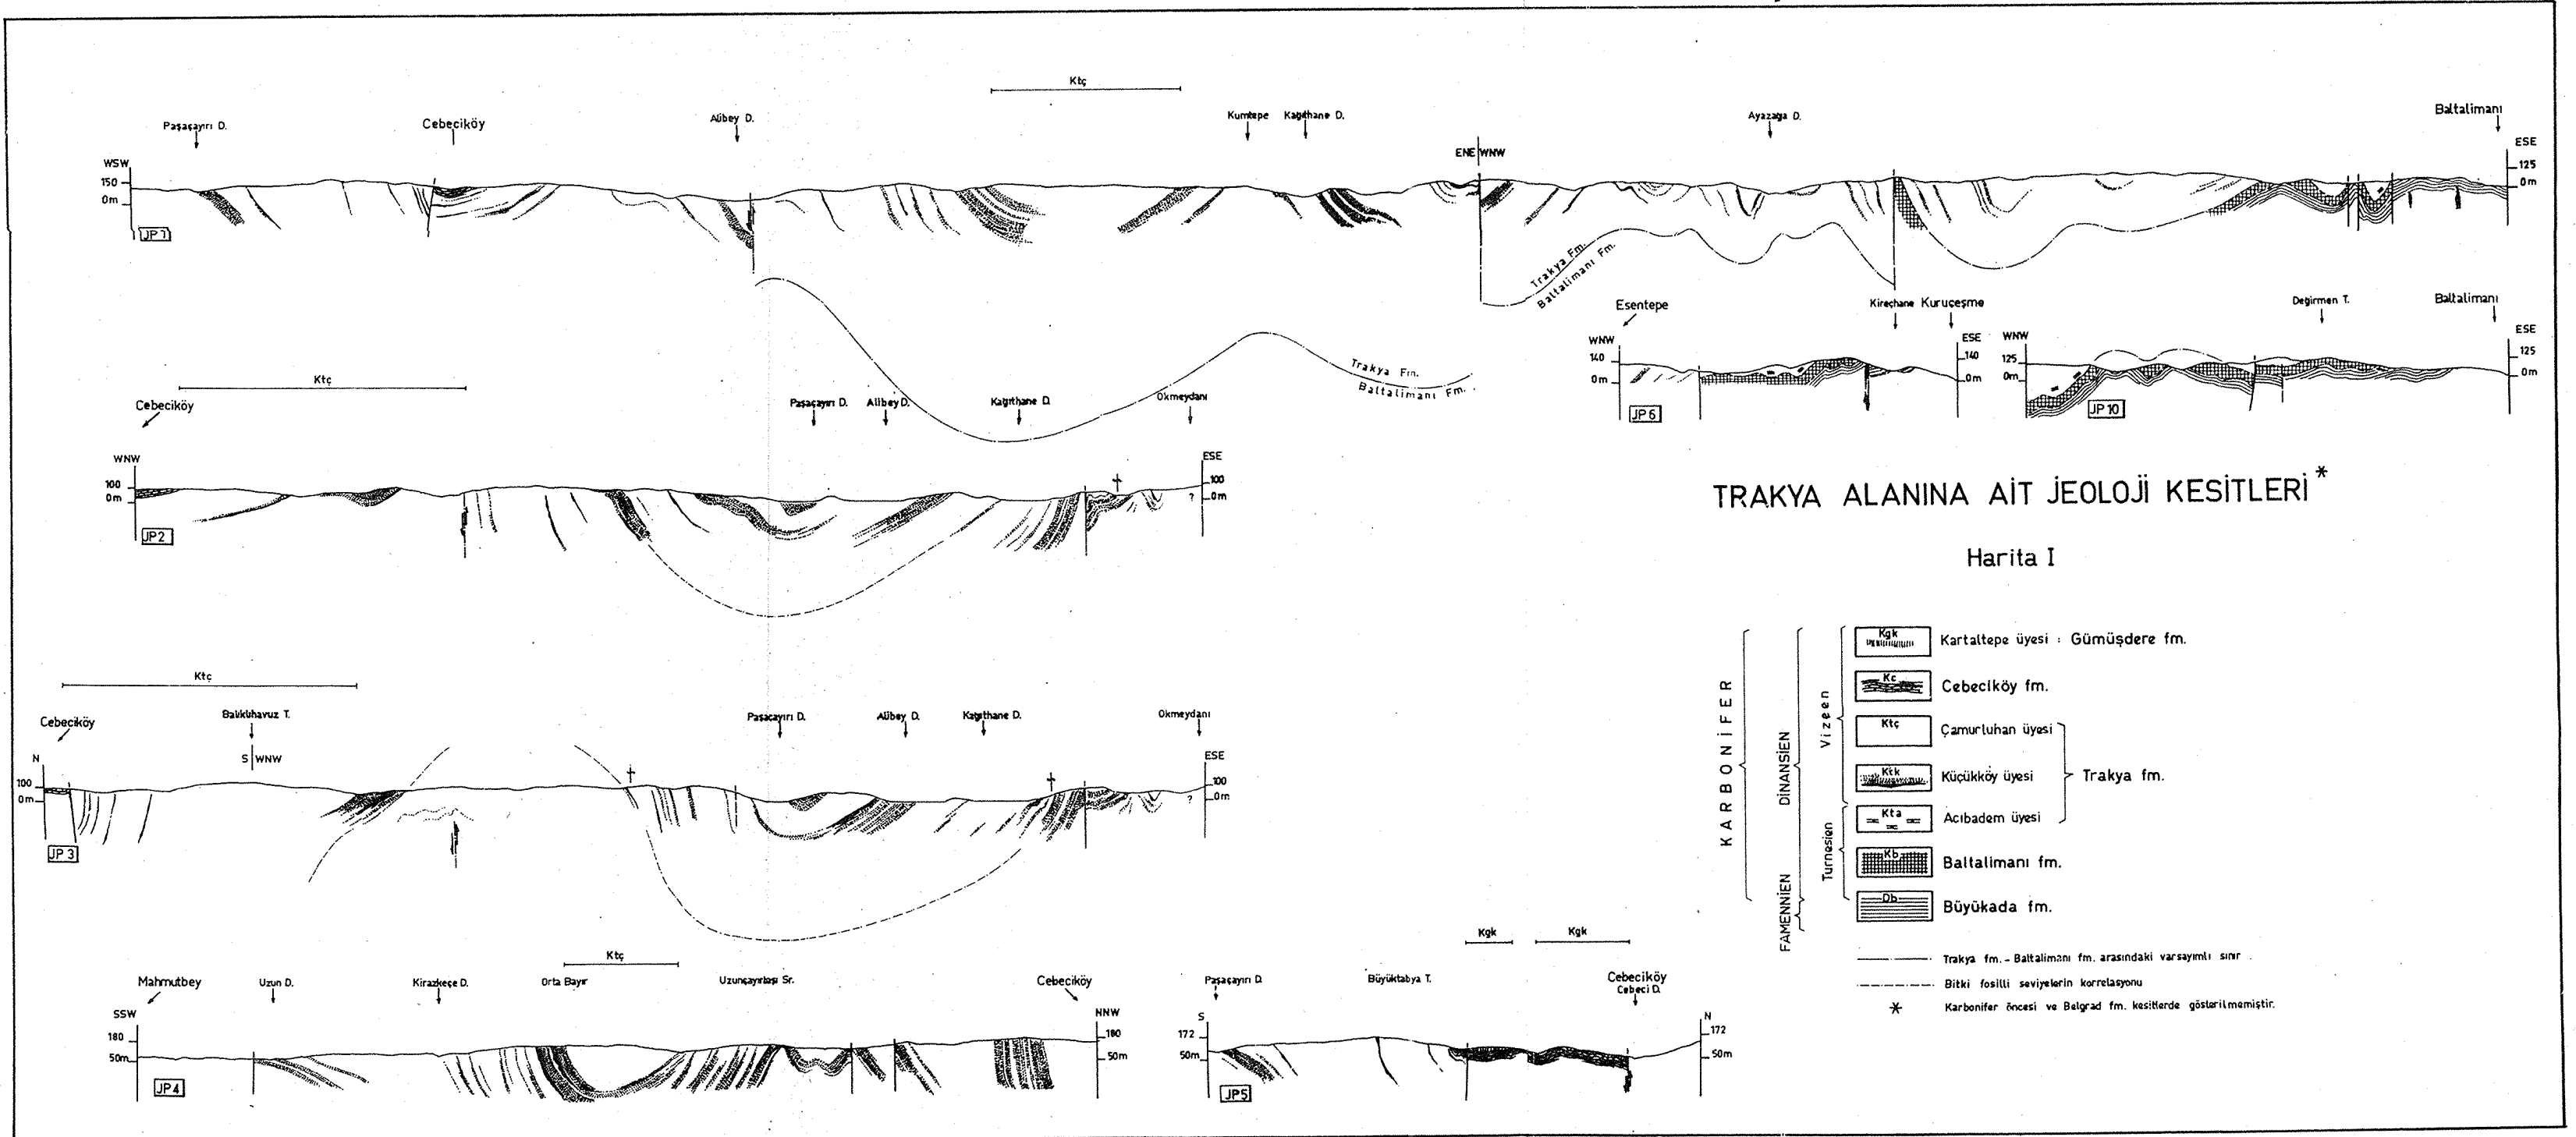 Ktç
Paşaçayırı D.
Cebeciköy
Alibey D.
Kumtepe
Kağıthane D.
Ayazağa D.
Baltalimanı
WSW
150
0m
ENE WNW
ESE
125
0m
JP 1
Trakya Fm.
Baltalimanı Fm.
Trakya Fm.
Baltalimanı Fm.
Esentepe
Kireçhane
Kuruçeşme
WNW
140
0m
ESE
140
0m
JP 6
Değirmen T.
Baltalimanı
WNW
125
0m
ESE
125
0m
JP 10
Ktç
Cebeciköy
Paşaçayırı D.
Alibey D.
Kağıthane D.
Okmeydanı
WNW
100
0m
ESE
100
0m
?
JP2
TRAKYA ALANINA AİT JEOLOJİ KESİTLERİ *
Harita I
Ktç
Cebeciköy
Balıklıhavuz T.
Paşaçayırı D.
Alibey D.
Kağıthane D.
Okmeydanı
N
100
0m
S WNW
ESE
100
0m
?
JP 3
Ktç
Mahmutbey
Uzun D.
Kirazkeçe D.
Orta Bayır
Uzunçayırbaşı Sr.
Cebeciköy
SSW
180
50m
NNW
180
50m
JP4
Kgk
Kgk
Paşaçayırı D.
Büyüktabya T.
Cebeciköy
Cebeci D.
S
172
50m
N
172
50m
JP5
KARBONİFER
DİNANSİEN
FAMENNİEN
Vizeen
Turnesien
Kgk
Kartaltepe üyesi : Gümüşdere fm.
Kc
Cebeciköy fm.
Ktç
Çamurluhan üyesi
Ktk
Küçükköy üyesi
Trakya fm.
Kta
Acıbadem üyesi
Kb
Baltalimanı fm.
Db
Büyükada fm.
Trakya fm. - Baltalimanı fm. arasındaki varsayımlı sınır
Bitki fosilli seviyelerin korrelasyonu
* Karbonifer öncesi ve Belgrad fm. kesitlerde gösterilmemiştir.